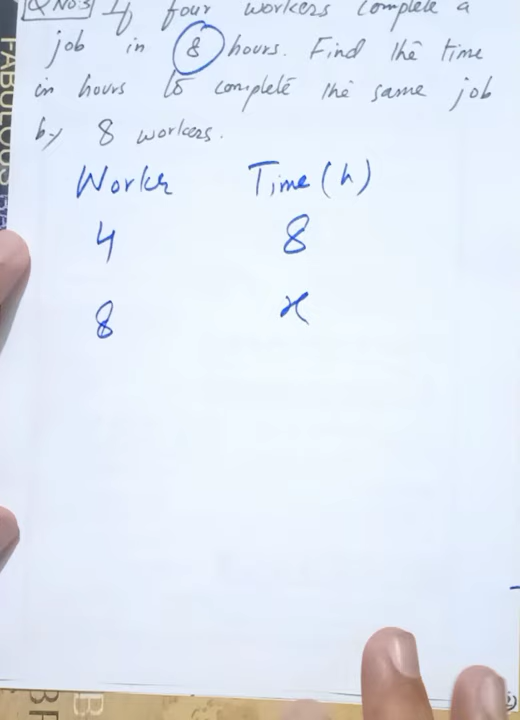 Q No:3 If four workers complete a
job in 8 hours. Find the time
in hours to complete the same job
by 8 workers.
Worker Time (h)
4 8
8 x
FABULOUS